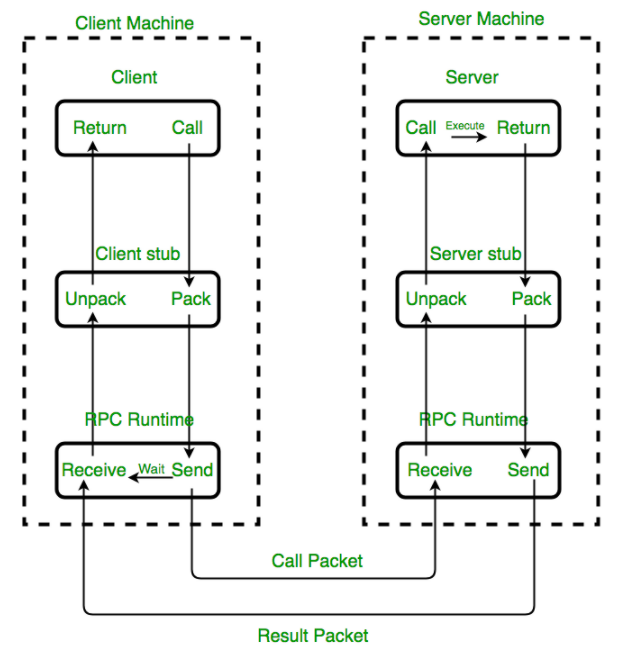 Client Machine
Server Machine
Client
Server
Return Call
Call Execute Return
Client stub
Server stub
Unpack Pack
Unpack Pack
RPC Runtime
RPC Runtime
Receive Wait Send
Receive Send
Call Packet
Result Packet